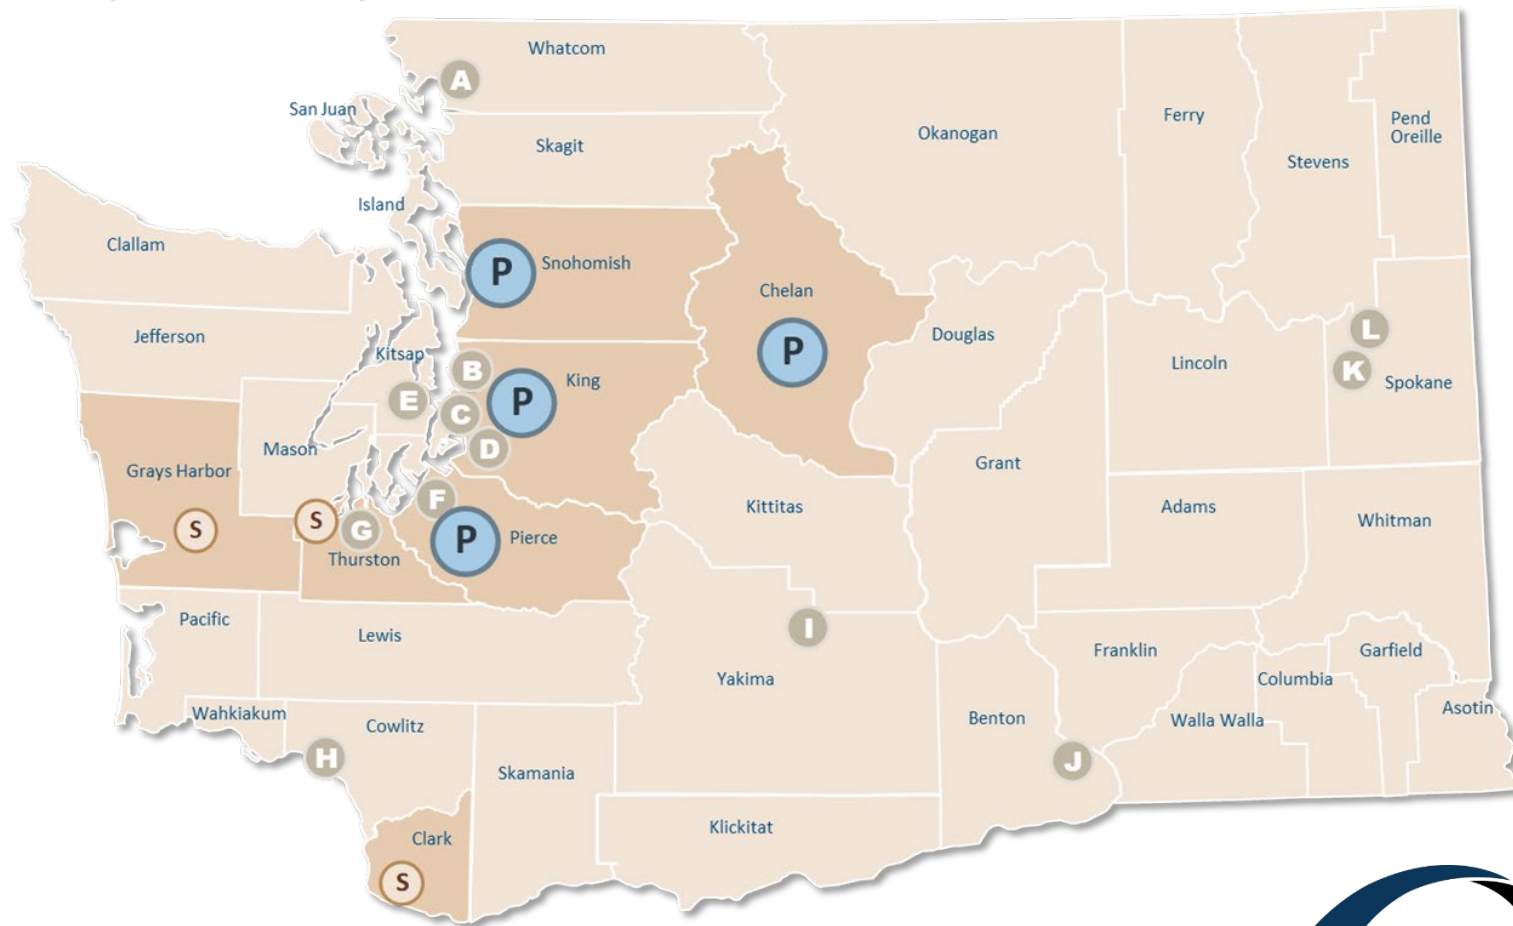 Whatcom
A
San Juan
Skagit
Okanogan
Ferry
Stevens
Pend
Oreille
Island
Clallam
P
Snohomish
Chelan
P
Jefferson
Kitsap
Douglas
Lincoln
L
K
Spokane
B
King
E
C
P
D
Mason
Grays Harbor
Grant
S
S
G
F
P
Pierce
Thurston
Kittitas
Adams
Whitman
Pacific
Lewis
I
Yakima
Franklin
Garfield
Columbia
Asotin
Wahkiakum
Cowlitz
H
Benton
Walla Walla
J
Skamania
Clark
S
Klickitat